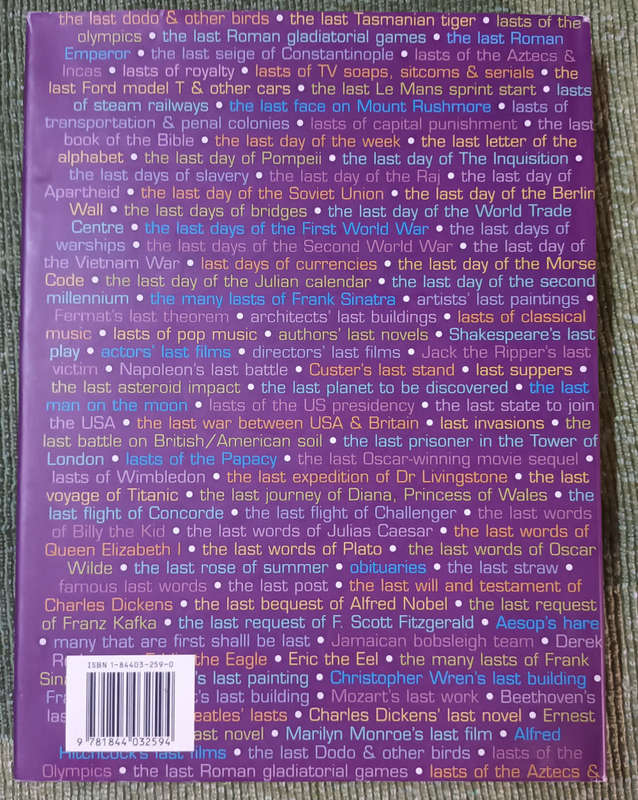 the last dodo & other birds • the last Tasmanian tiger • lasts of the
olympics • the last Roman gladiatorial games • the last Roman
Emperor • the last seige of Constantinople • lasts of the Aztecs &
Incas • lasts of royalty • lasts of TV soaps, sitcoms & serials • the
last Ford model T & other cars • the last Le Mans sprint start • lasts
of steam railways • the last face on Mount Rushmore • lasts of
transportation & penal colonies • lasts of capital punishment • the last
book of the Bible • the last day of the week • the last letter of the
alphabet • the last day of Pompeii • the last day of The Inquisition •
the last days of slavery • the last day of the Raj • the last day of
Apartheid • the last day of the Soviet Union • the last day of the Berlin
Wall • the last days of bridges • the last day of the World Trade
Centre • the last days of the First World War • the last days of
warships • the last days of the Second World War • the last day of
the Vietnam War • last days of currencies • the last day of the Morse
Code • the last day of the Julian calendar • the last day of the second
millennium • the many lasts of Frank Sinatra • artists' last paintings •
Fermat's last theorem • architects' last buildings • lasts of classical
music • lasts of pop music • authors' last novels • Shakespeare's last
play • actors' last films • directors' last films • Jack the Ripper's last
victim • Napoleon's last battle • Custer's last stand • last suppers •
the last asteroid impact • the last planet to be discovered • the last
man on the moon • lasts of the US presidency • the last state to join
the USA • the last war between USA & Britain • last invasions • the
last battle on British/American soil • the last prisoner in the Tower of
London • lasts of the Papacy • the last Oscar-winning movie sequel •
lasts of Wimbledon • the last expedition of Dr Livingstone • the last
voyage of Titanic • the last journey of Diana, Princess of Wales • the
last flight of Concorde • the last flight of Challenger • the last words
of Billy the Kid • the last words of Julias Caesar • the last words of
Queen Elizabeth I • the last words of Plato • the last words of Oscar
Wilde • the last rose of summer • obituaries • the last straw •
famous last words • the last post • the last will and testament of
Charles Dickens • the last bequest of Alfred Nobel • the last request
of Franz Kafka • the last request of F. Scott Fitzgerald • Aesop's hare
• many that are first shalll be last • Jamaican bobsleigh team • Derek
the Eagle • Eric the Eel • the many lasts of Frank
ISBN 1-84403-259-0
last painting • Christopher Wren's last building •
last building • Mozart's last work • Beethoven's
lasts • Charles Dickens' last novel • Ernest
last novel • Marilyn Monroe's last film • Alfred
9 781844 032594
Hitchcock's last films • the last Dodo & other birds • lasts of the
Olympics • the last Roman gladiatorial games • lasts of the Aztecs &